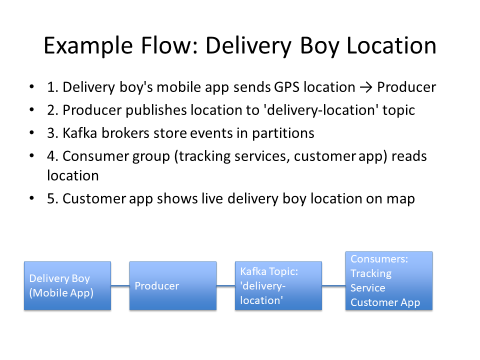 Example Flow: Delivery Boy Location
• 1. Delivery boy's mobile app sends GPS location → Producer
• 2. Producer publishes location to 'delivery-location' topic
• 3. Kafka brokers store events in partitions
• 4. Consumer group (tracking services, customer app) reads
location
• 5. Customer app shows live delivery boy location on map
Delivery Boy
(Mobile App)
Producer
Kafka Topic:
'delivery-
location'
Consumers:
Tracking
Service
Customer App